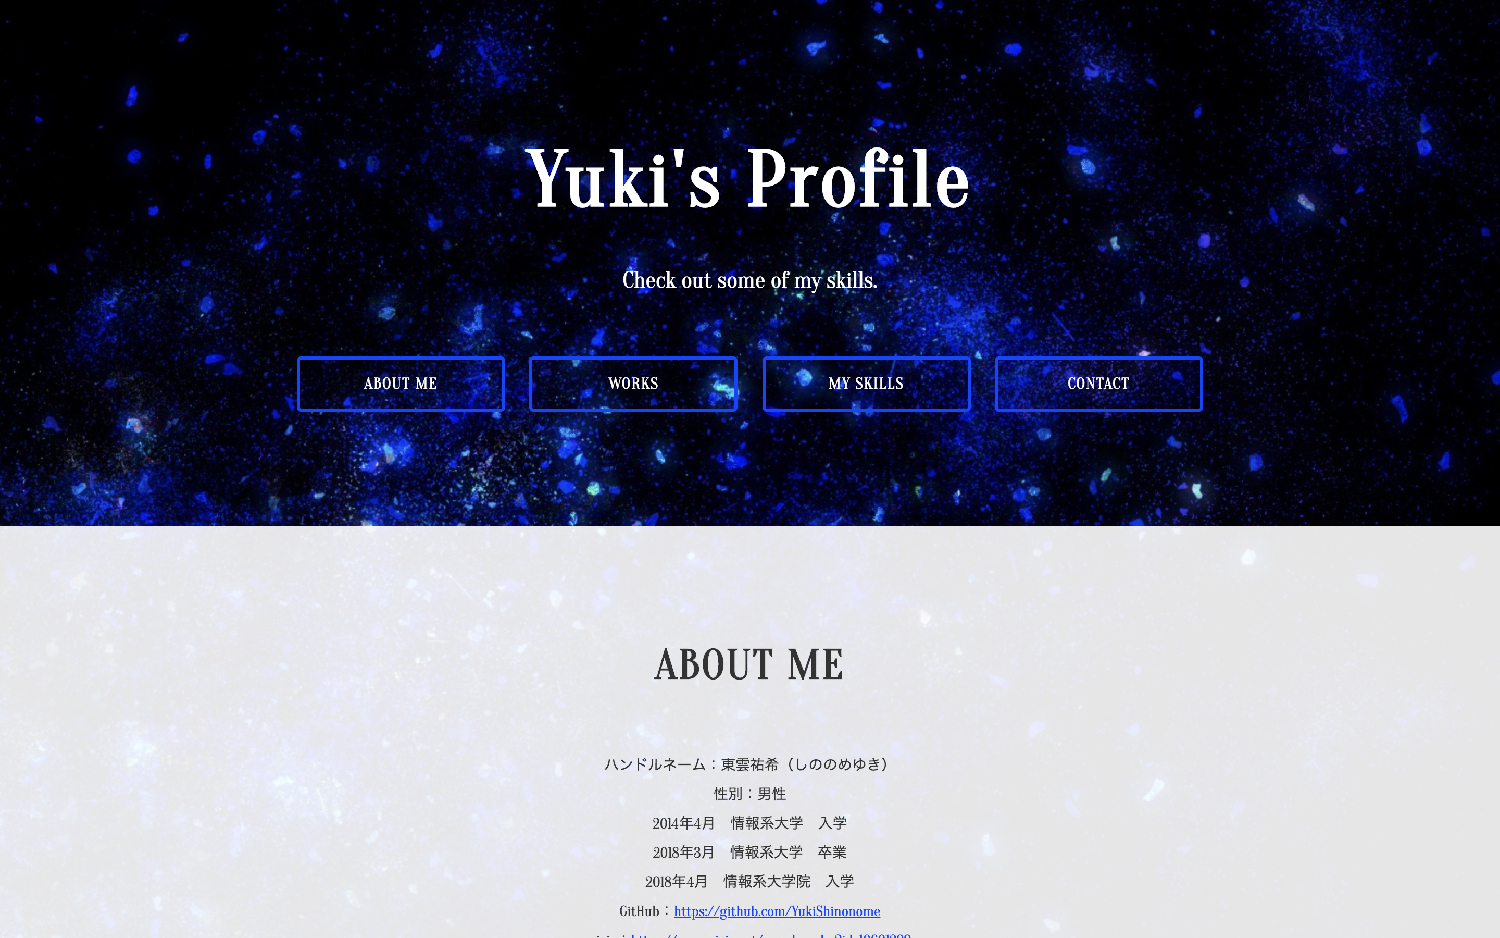 Yuki's Profile
Check out some of my skills.
ABOUT ME
WORKS
MY SKILLS
CONTACT
ABOUT ME
ハンドルネーム：東雲祐希（しののめゆき）
性別：男性
2014年4月　情報系大学　入学
2018年3月　情報系大学　卒業
2018年4月　情報系大学院　入学
GitHub：https://github.com/YukiShinonome